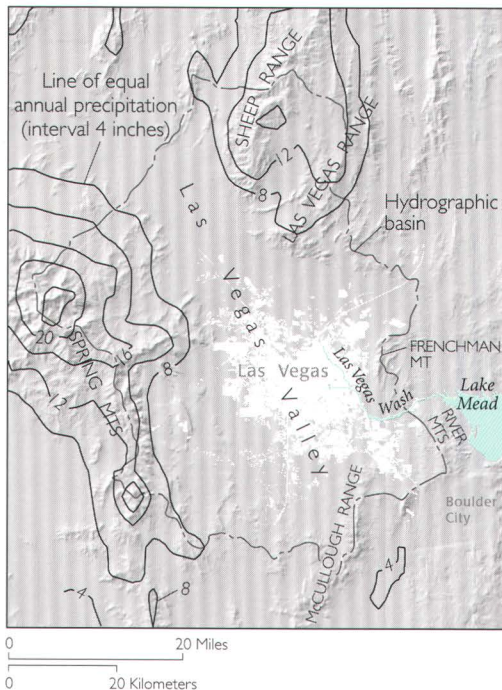 Line of equal
annual precipitation
(interval 4 inches)
SHEEP RANGE
12
8
LAS VEGAS RANGE
Hydrographic
basin
Las Vegas Valley
20
16
SPRING MTS
12
8
Las Vegas
Las Vegas Wash
FRENCHMAN
MT
Lake
Mead
RIVER
MTS
Boulder
City
McCULLOUGH RANGE
4
4
8
0 20 Miles
0 20 Kilometers